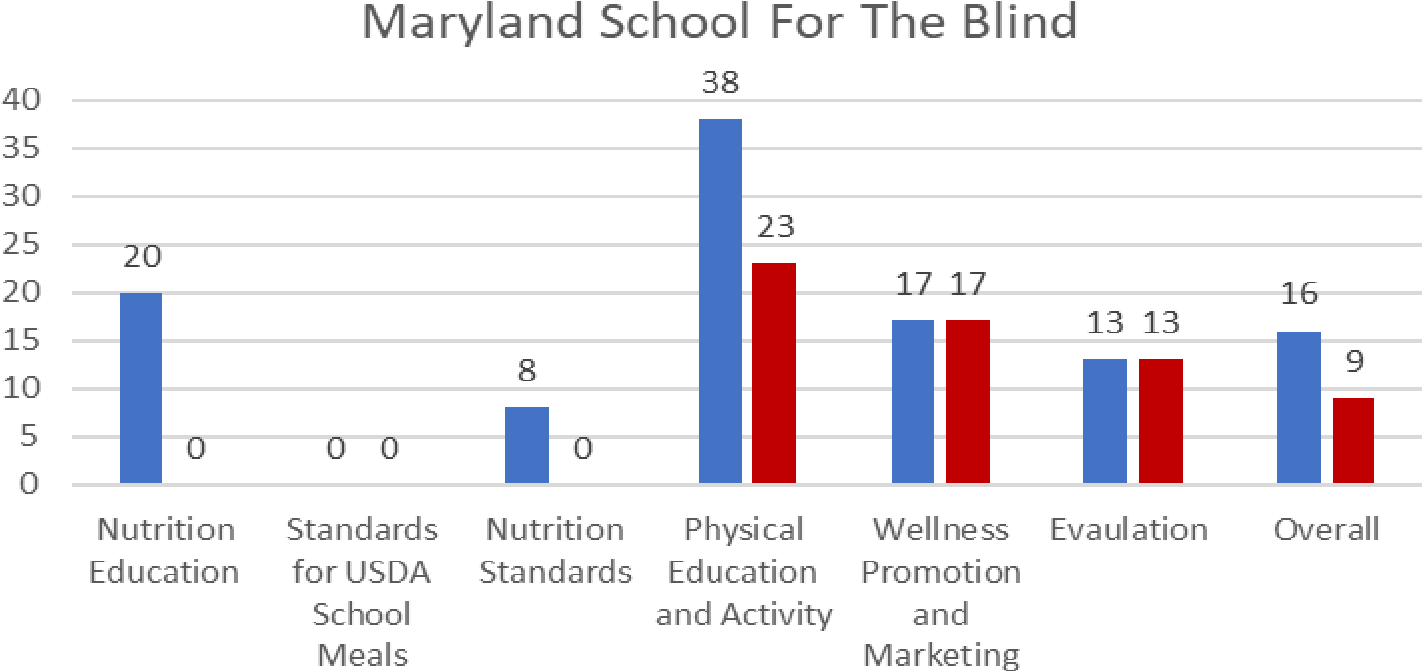 Maryland School For The Blind
38
40
35
30
25
20
15
10
5
0
20
0
0
0
8
0
23
17
17
13
13
16
9
Nutrition
Education
Standards
for USDA
School
Meals
Nutrition
Standards
Physical
Education
and Activity
Wellness
Promotion
and
Marketing
Evaulation
Overall